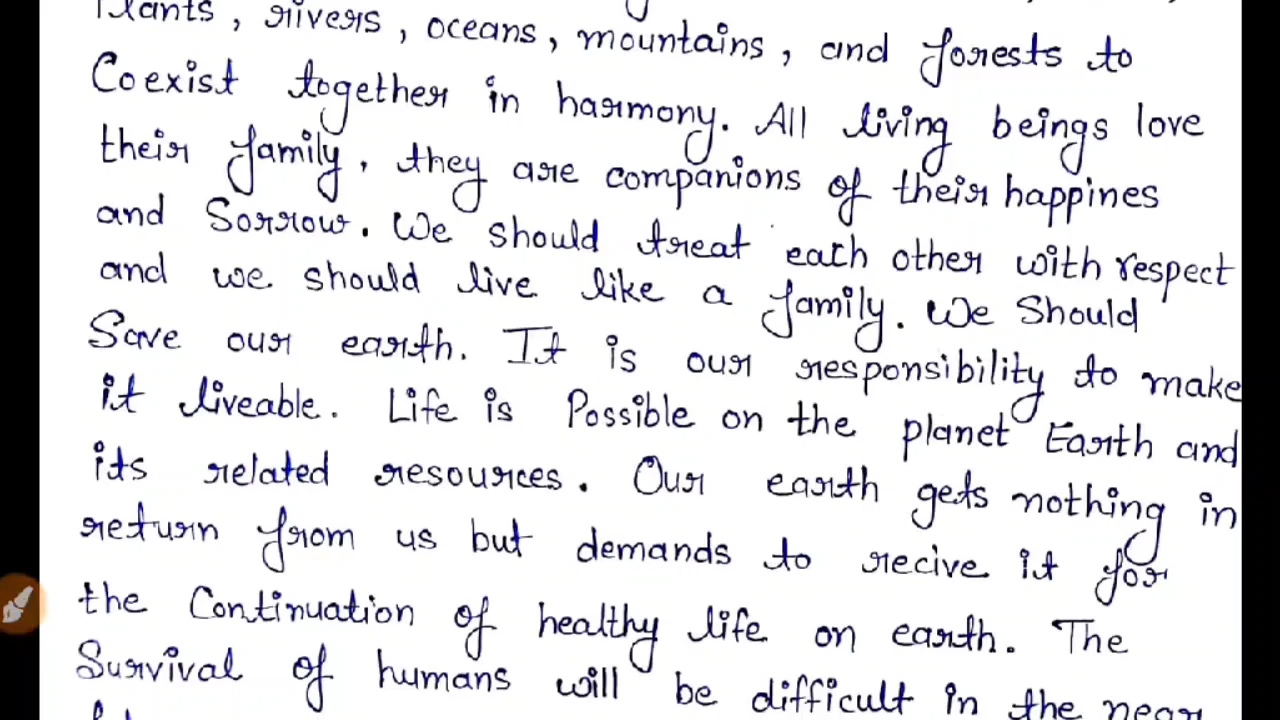 Plants, rivers, oceans, mountains, and forests to
Coexist together in harmony. All living beings love
their family, they are companions of their happines
and Sorrow. We should treat each other with respect
and we should live like a family. We Should
Save our earth. It is our responsibility to make
it liveable. Life is Possible on the planet Earth and
its related resources. Our earth gets nothing in
return from us but demands to recive it for
the Continuation of healthy life on earth. The
Survival of humans will be difficult in the near